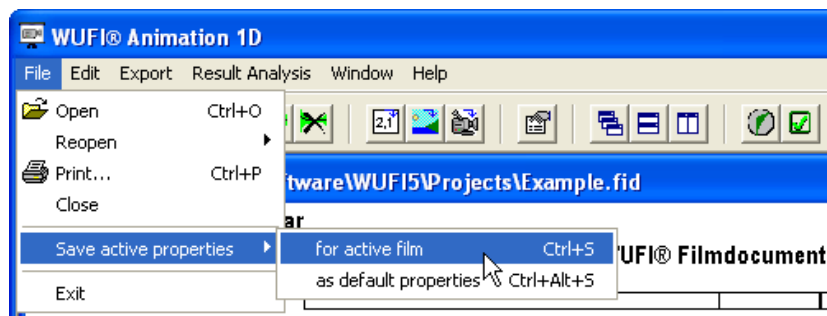 WUFI® Animation 1D
File Edit Export Result Analysis Window Help
Open Ctrl+O
2,1
Reopen
Print... Ctrl+P
tware\WUFI5\Projects\Example.fid
Close
ar
Save active properties
for active film Ctrl+S
UFI® Filmdocument
as default properties Ctrl+Alt+S
Exit